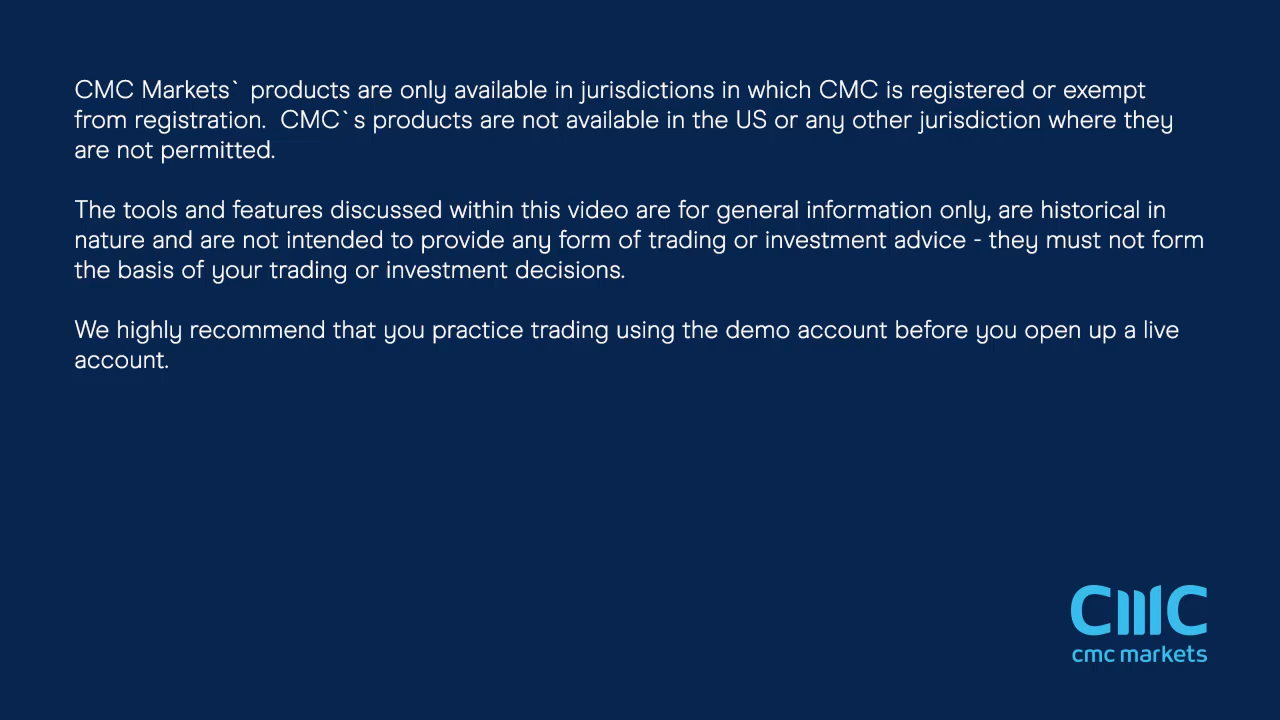 CMC Markets` products are only available in jurisdictions in which CMC is registered or exempt
from registration.  CMC`s products are not available in the US or any other jurisdiction where they
are not permitted.
The tools and features discussed within this video are for general information only, are historical in
nature and are not intended to provide any form of trading or investment advice - they must not form
the basis of your trading or investment decisions.
We highly recommend that you practice trading using the demo account before you open up a live
account.
CMC
cmc markets